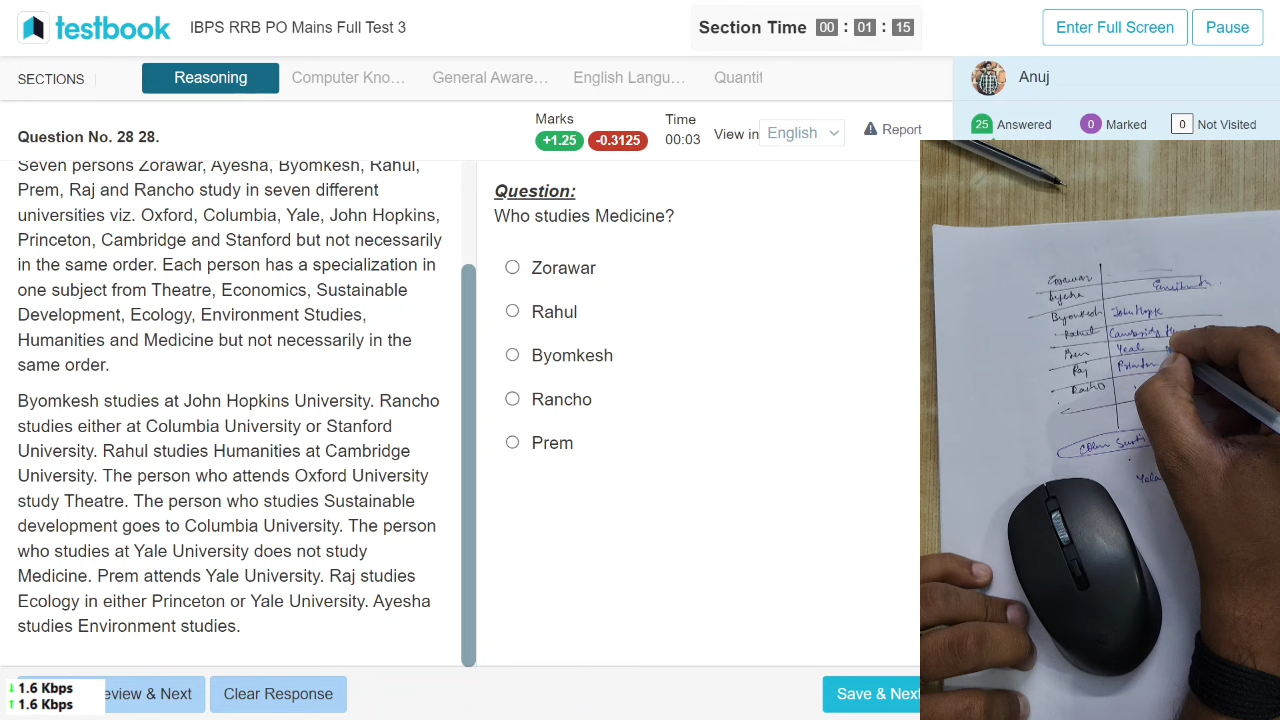 testbook
IBPS RRB PO Mains Full Test 3
Section Time 00 : 01 : 15
Enter Full Screen
Pause
SECTIONS
Reasoning
Computer Kno...
General Aware...
English Langu...
Quantit
Anuj
25 Answered
0 Marked
0 Not Visited
Question No. 28 28.
Marks
+1.25 -0.3125
Time
00:03
View in English
Report
Seven persons Zorawar, Ayesha, Byomkesh, Rahul,
Prem, Raj and Rancho study in seven different
universities viz. Oxford, Columbia, Yale, John Hopkins,
Princeton, Cambridge and Stanford but not necessarily
in the same order. Each person has a specialization in
one subject from Theatre, Economics, Sustainable
Development, Ecology, Environment Studies,
Humanities and Medicine but not necessarily in the
same order.
Byomkesh studies at John Hopkins University. Rancho
studies either at Columbia University or Stanford
University. Rahul studies Humanities at Cambridge
University. The person who attends Oxford University
study Theatre. The person who studies Sustainable
development goes to Columbia University. The person
who studies at Yale University does not study
Medicine. Prem attends Yale University. Raj studies
Ecology in either Princeton or Yale University. Ayesha
studies Environment studies.
Question:
Who studies Medicine?
Zorawar
Rahul
Byomkesh
Rancho
Prem
eview & Next
Clear Response
Save & Nex
1.6 Kbps
1.6 Kbps
Zorawar
Byomkesh John Hopk
Rahul
Raj